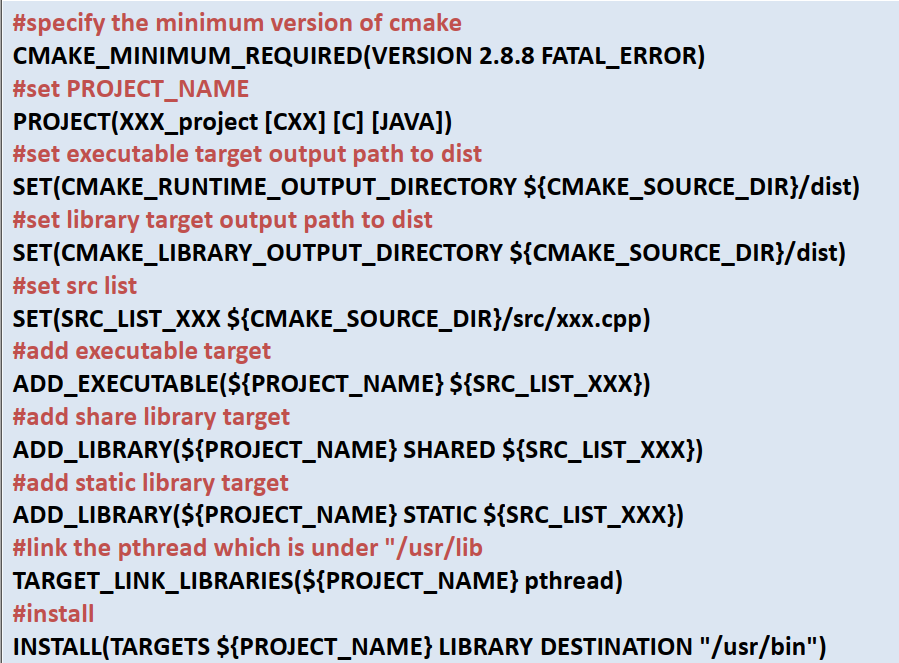 #specify the minimum version of cmake
CMAKE_MINIMUM_REQUIRED(VERSION 2.8.8 FATAL_ERROR)
#set PROJECT_NAME
PROJECT(XXX_project [CXX] [C] [JAVA])
#set executable target output path to dist
SET(CMAKE_RUNTIME_OUTPUT_DIRECTORY ${CMAKE_SOURCE_DIR}/dist)
#set library target output path to dist
SET(CMAKE_LIBRARY_OUTPUT_DIRECTORY ${CMAKE_SOURCE_DIR}/dist)
#set src list
SET(SRC_LIST_XXX ${CMAKE_SOURCE_DIR}/src/xxx.cpp)
#add executable target
ADD_EXECUTABLE(${PROJECT_NAME} ${SRC_LIST_XXX})
#add share library target
ADD_LIBRARY(${PROJECT_NAME} SHARED ${SRC_LIST_XXX})
#add static library target
ADD_LIBRARY(${PROJECT_NAME} STATIC ${SRC_LIST_XXX})
#link the pthread which is under "/usr/lib
TARGET_LINK_LIBRARIES(${PROJECT_NAME} pthread)
#install
INSTALL(TARGETS ${PROJECT_NAME} LIBRARY DESTINATION "/usr/bin")